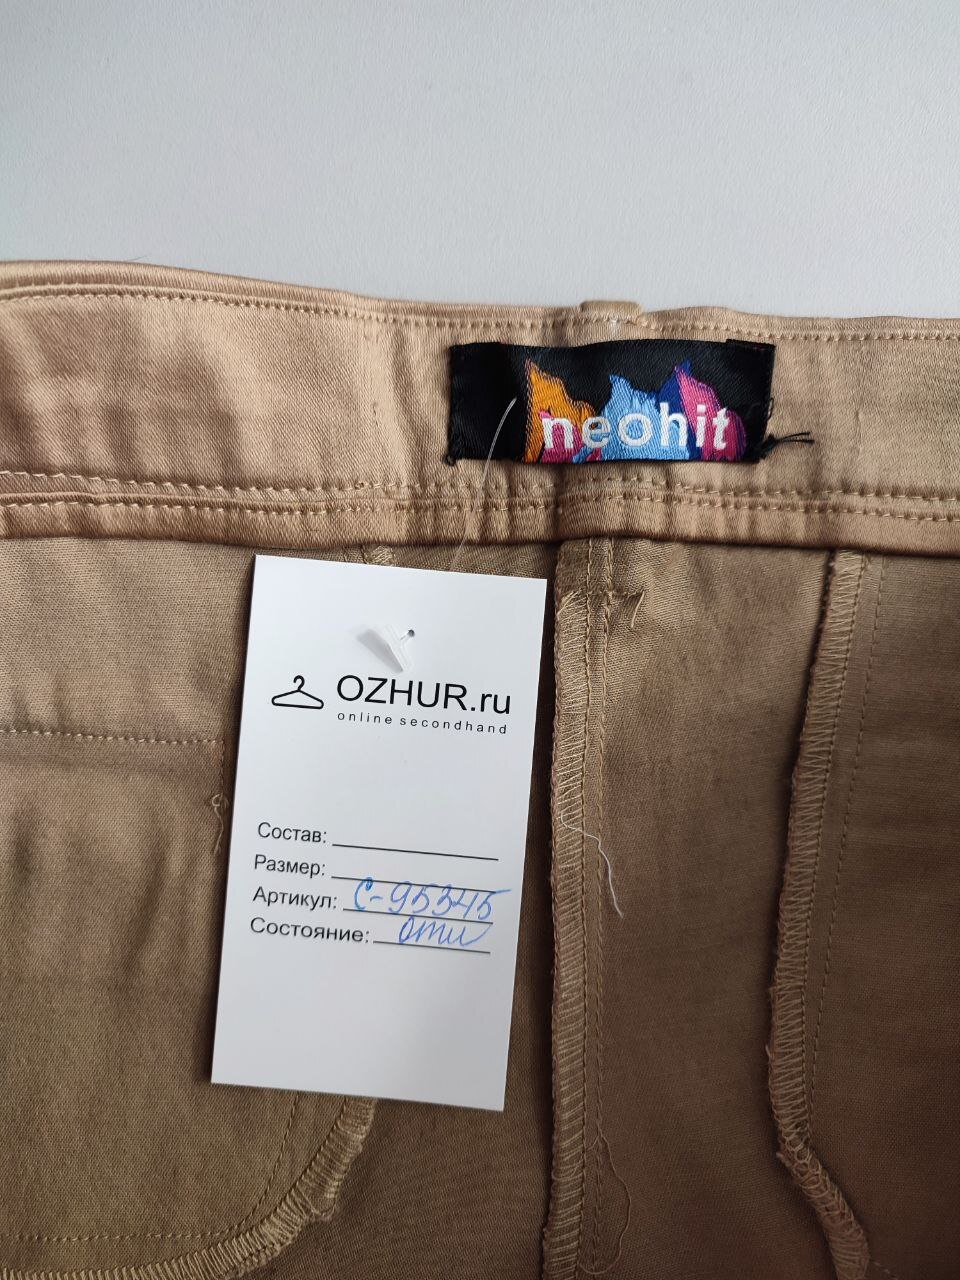 neohit
OZHUR.ru
online secondhand
Состав:
Размер:
Артикул: С-95345
Состояние: отл